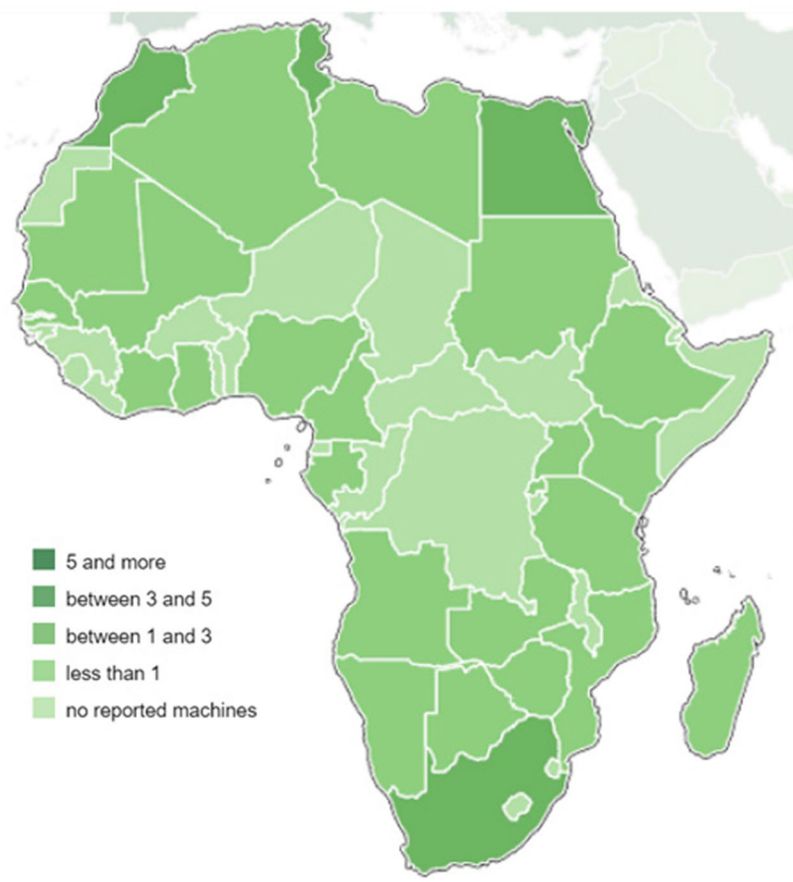 5 and more
between 3 and 5
between 1 and 3
less than 1
no reported machines